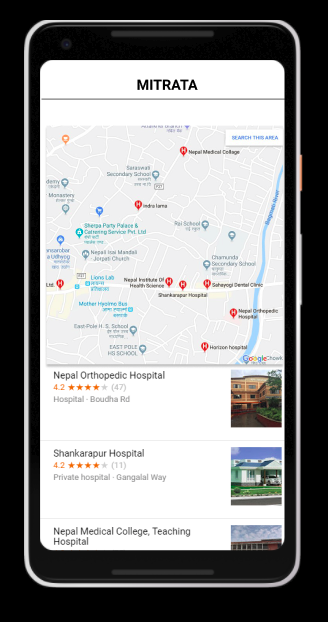 MITRATA
SEARCH THIS AREA
Nepal Medical College
Saraswati
Secondary School
Monastery
indra lama
Sherpa Party Palace &
Catering Service Pvt. Ltd
Rai School
Nepali Isai Mandali
- Jorpati Church
Bagmati River
Chamunda
Secondary School
Lions Lab
Nepal Institute Of
Health Science
Sahayogi Dental Clinic
Ltd.
Shankarapur Hospital
Mother Hyolmo Bus
Nepal Orthopedic
Hospital
East-Pole H. S. School
EAST POLE
HS SCHOOL
Horizon hospital
Google
Nepal Orthopedic Hospital
4.2 ★★★★★ (47)
Hospital · Boudha Rd
Shankarapur Hospital
4.2 ★★★★★ (11)
Private hospital · Gangalal Way
Nepal Medical College, Teaching
Hospital